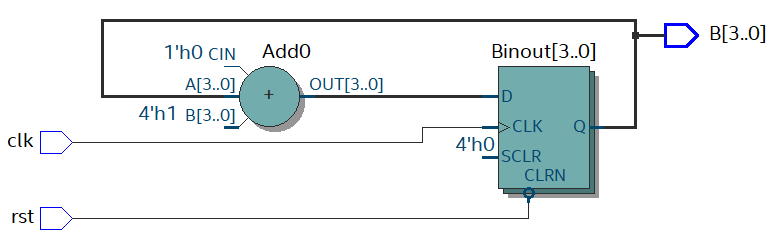 1'h0 CIN
Add0
Binout[3..0]
B[3..0]
A[3..0]
+
OUT[3..0]
D
4'h1 B[3..0]
CLK
Q
clk
4'h0
SCLR
CLRN
rst